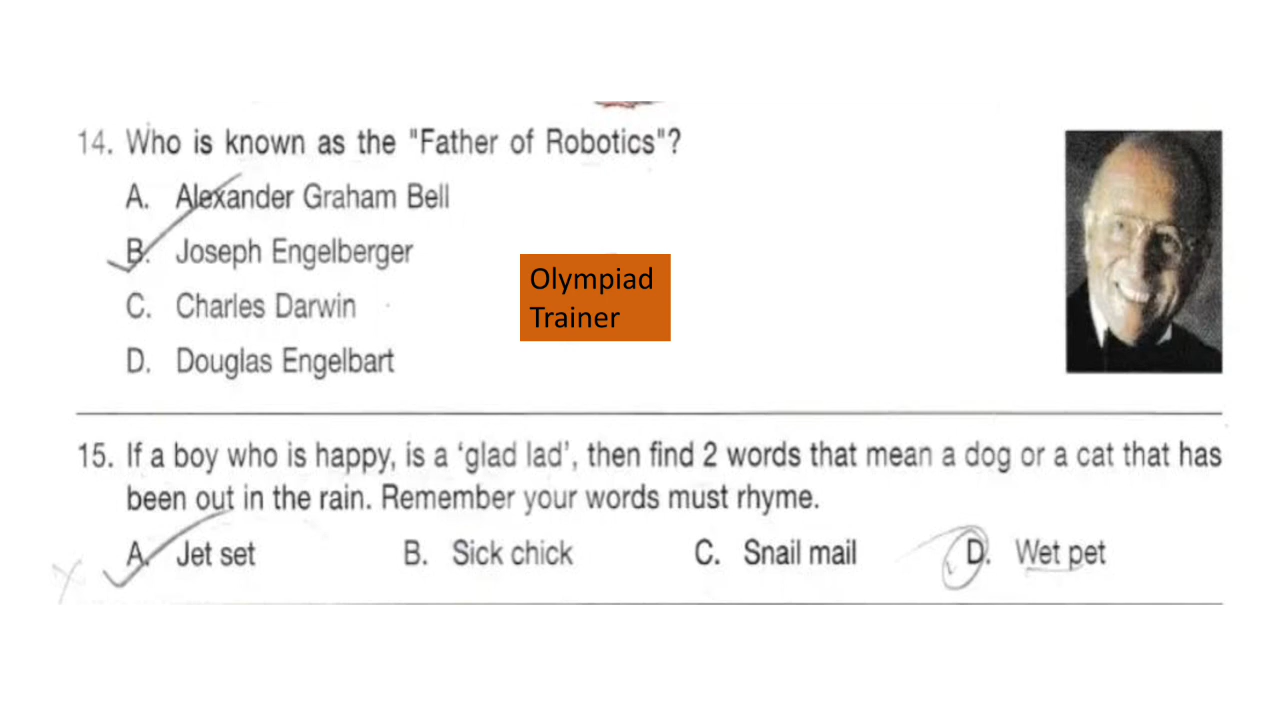 14. Who is known as the "Father of Robotics"?
A. Alexander Graham Bell
B. Joseph Engelberger
C. Charles Darwin
D. Douglas Engelbart
Olympiad
Trainer
15. If a boy who is happy, is a ‘glad lad’, then find 2 words that mean a dog or a cat that has
been out in the rain. Remember your words must rhyme.
A. Jet set B. Sick chick C. Snail mail D. Wet pet